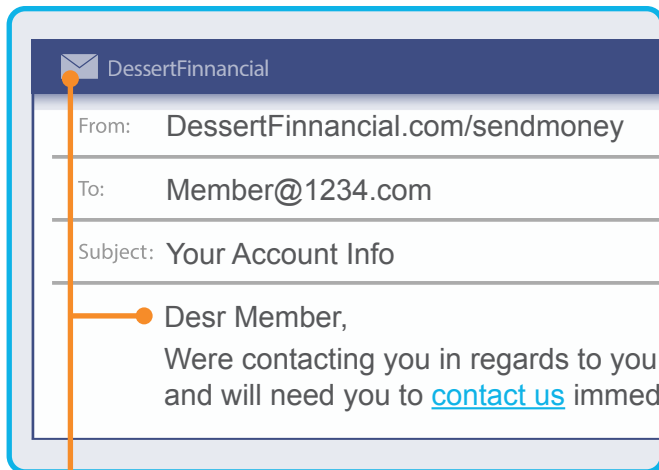 DessertFinnancial
From: DessertFinnancial.com/sendmoney
To: Member@1234.com
Subject: Your Account Info
Desr Member,
Were contacting you in regards to you
and will need you to contact us immed